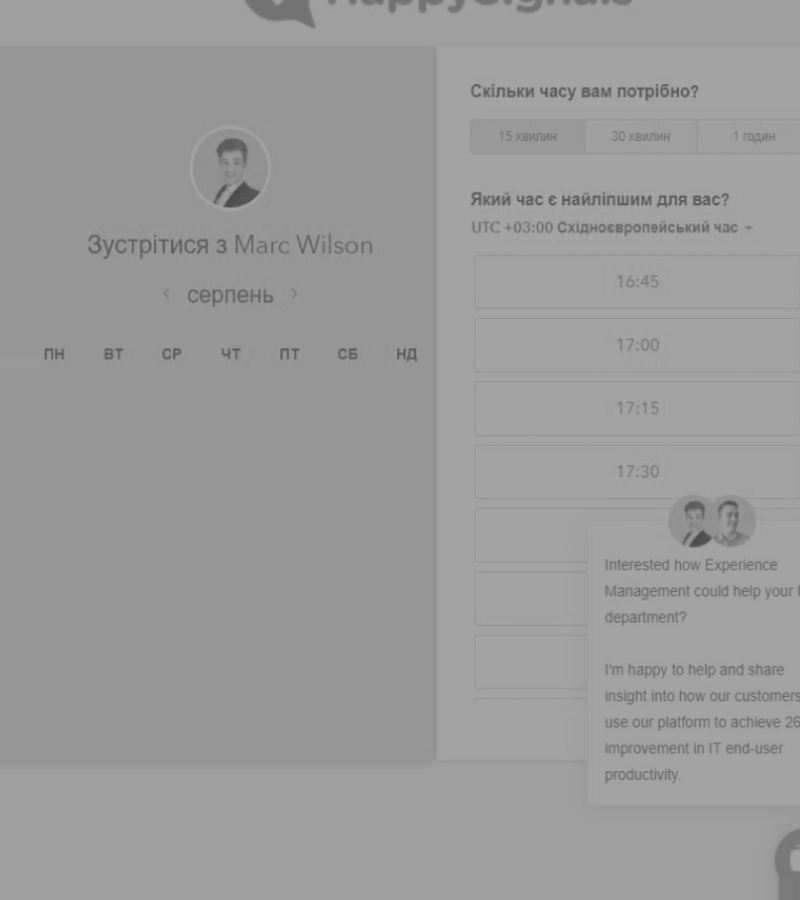 HappySignals
Зустрітися з Marc Wilson
серпень
ПН ВТ СР ЧТ ПТ СБ НД
Скільки часу вам потрібно?
15 хвилин 30 хвилин 1 годин
Який час є найліпшим для вас?
UTC +03:00 Східноєвропейський час
16:45
17:00
17:15
17:30
Interested how Experience
Management could help your
department?
I'm happy to help and share
insight into how our customers
use our platform to achieve 26
improvement in IT end-user
productivity.